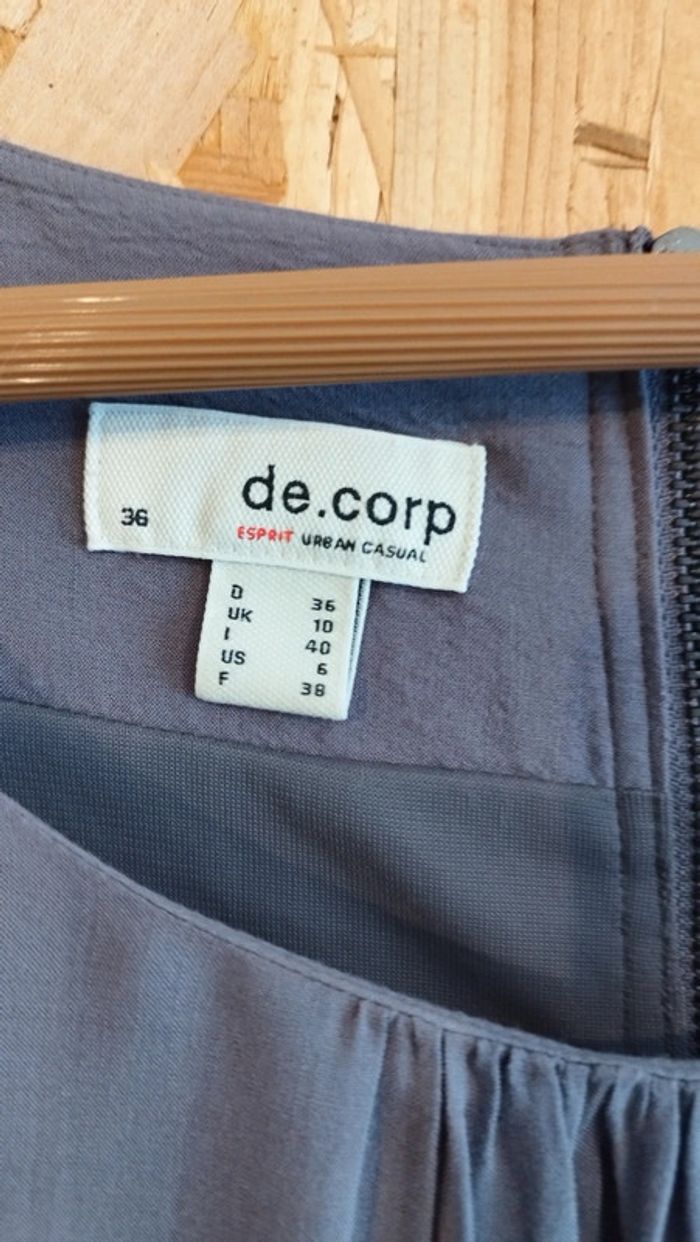 de.corp
36
ESPRIT URBAN CASUAL
D 36
UK 10
I 40
US 6
F 38